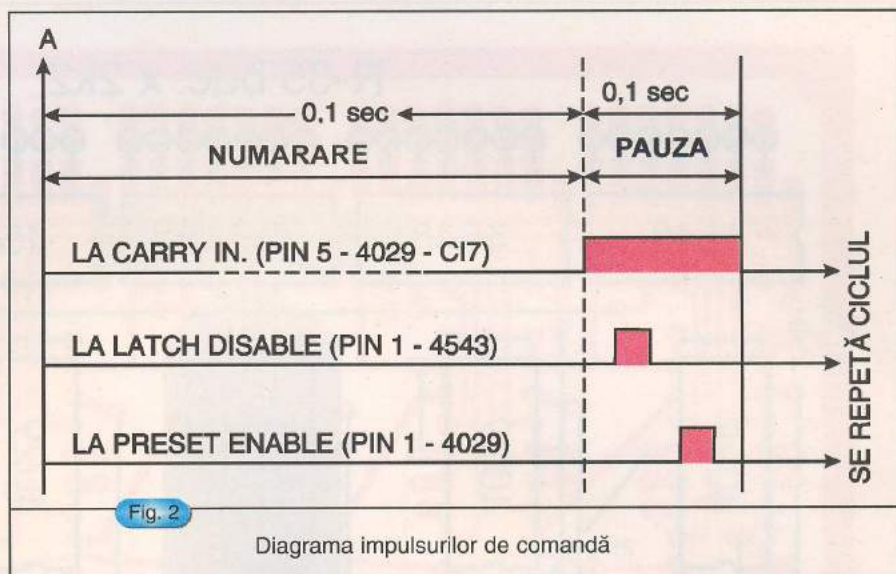 A
0.1 sec
0,1 sec
NUMARARE
PAUZA
LA CARRY IN. (PIN 5 - 4029 - CI7)
LA LATCH DISABLE (PIN 1 - 4543)
LA PRESET ENABLE (PIN 1 - 4029)
SE REPETĂ CICLUL
Fig. 2
Diagrama impulsurilor de comandă